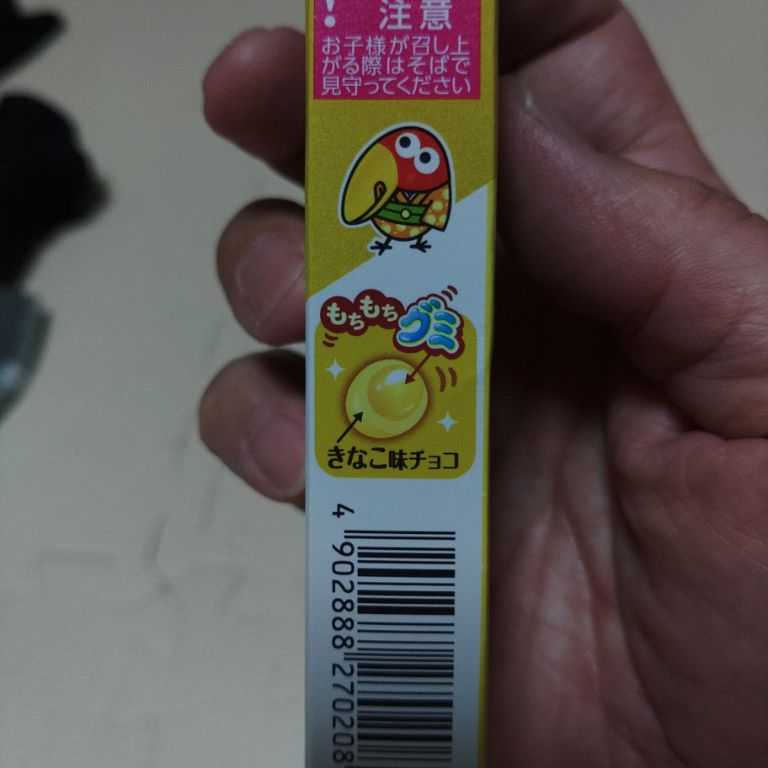 ! 注意
お子様が召し上
がる際はそばで
見守ってください
もちもち
グミ
きなこ味チョコ
4 902888 270208